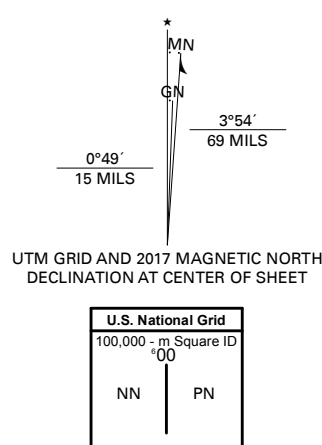 ★
MN
GN
3°54´
69 MILS
0°49´
15 MILS
UTM GRID AND 2017 MAGNETIC NORTH
DECLINATION AT CENTER OF SHEET
U.S. National Grid
100,000 - m Square ID
⁶00
NN PN